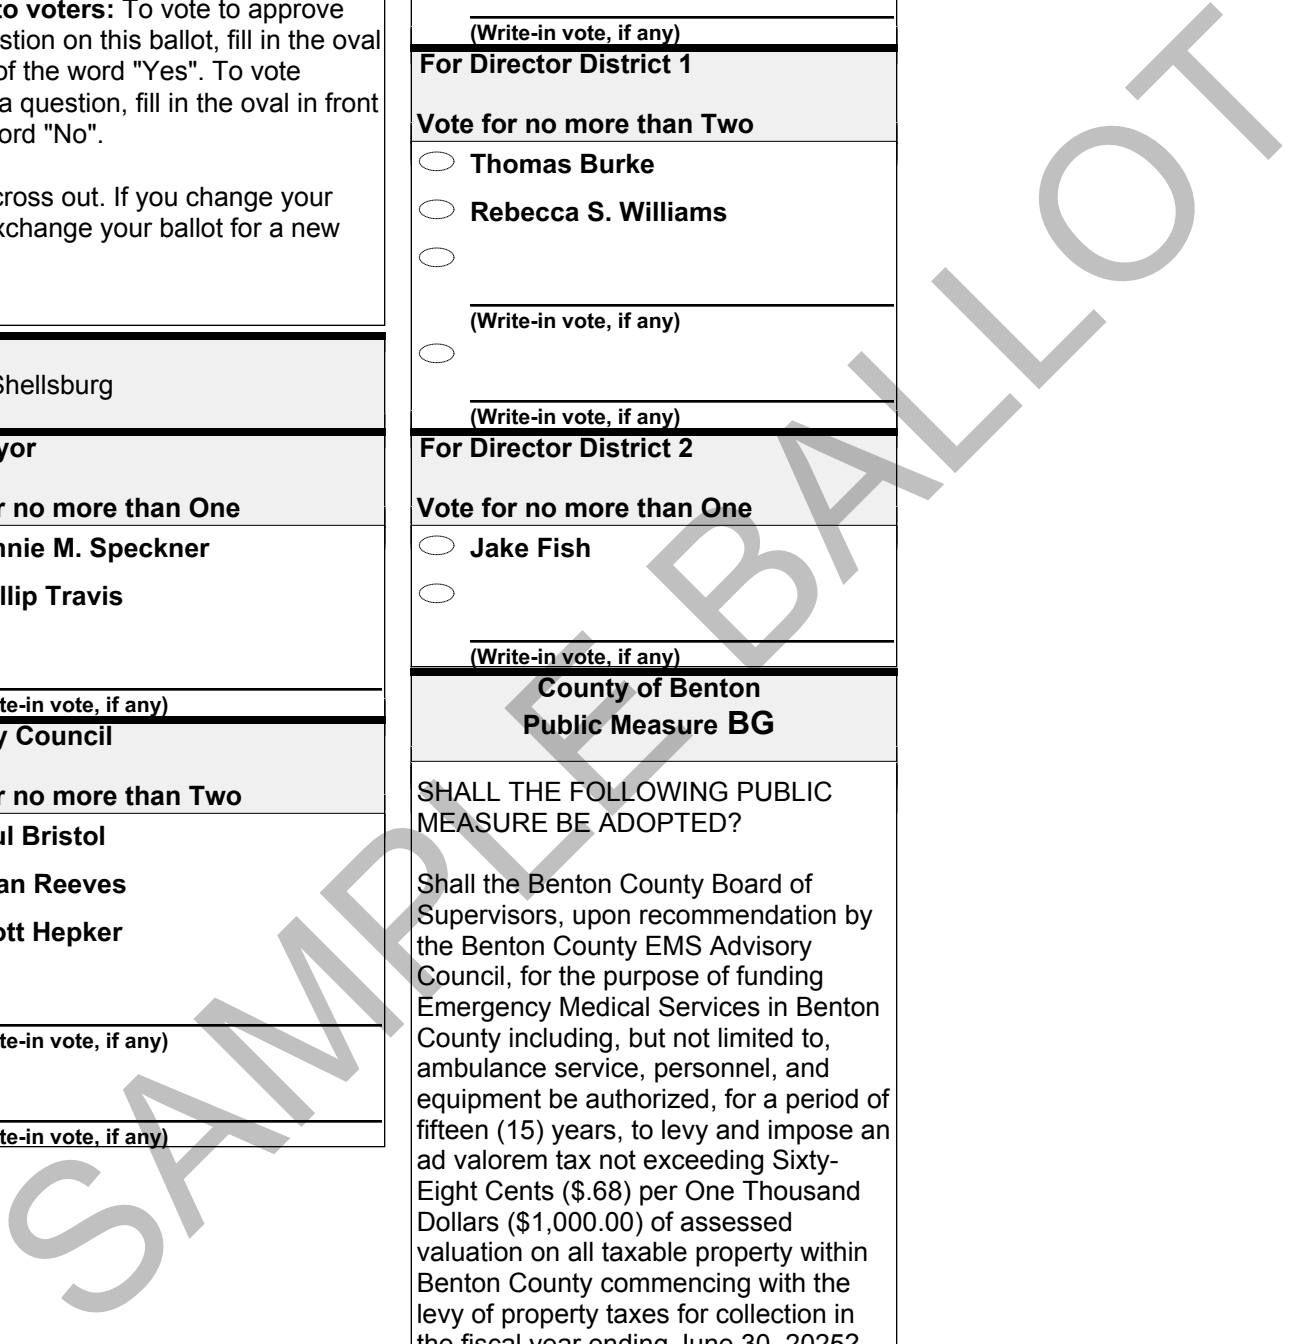 to voters: To vote to approve
stion on this ballot, fill in the oval
of the word "Yes". To vote
a question, fill in the oval in front
ord "No".
cross out. If you change your
xchange your ballot for a new
Shellsburg
yor
r no more than One
nnie M. Speckner
llip Travis
te-in vote, if any)
y Council
r no more than Two
ul Bristol
an Reeves
ott Hepker
te-in vote, if any)
te-in vote, if any)
(Write-in vote, if any)
For Director District 1
Vote for no more than Two
Thomas Burke
Rebecca S. Williams
(Write-in vote, if any)
(Write-in vote, if any)
For Director District 2
Vote for no more than One
Jake Fish
(Write-in vote, if any)
County of Benton
Public Measure BG
SHALL THE FOLLOWING PUBLIC
MEASURE BE ADOPTED?
Shall the Benton County Board of
Supervisors, upon recommendation by
the Benton County EMS Advisory
Council, for the purpose of funding
Emergency Medical Services in Benton
County including, but not limited to,
ambulance service, personnel, and
equipment be authorized, for a period of
fifteen (15) years, to levy and impose an
ad valorem tax not exceeding Sixty-
Eight Cents ($.68) per One Thousand
Dollars ($1,000.00) of assessed
valuation on all taxable property within
Benton County commencing with the
levy of property taxes for collection in
the fiscal year ending June 30, 2025?
SAMPLE BALLOT